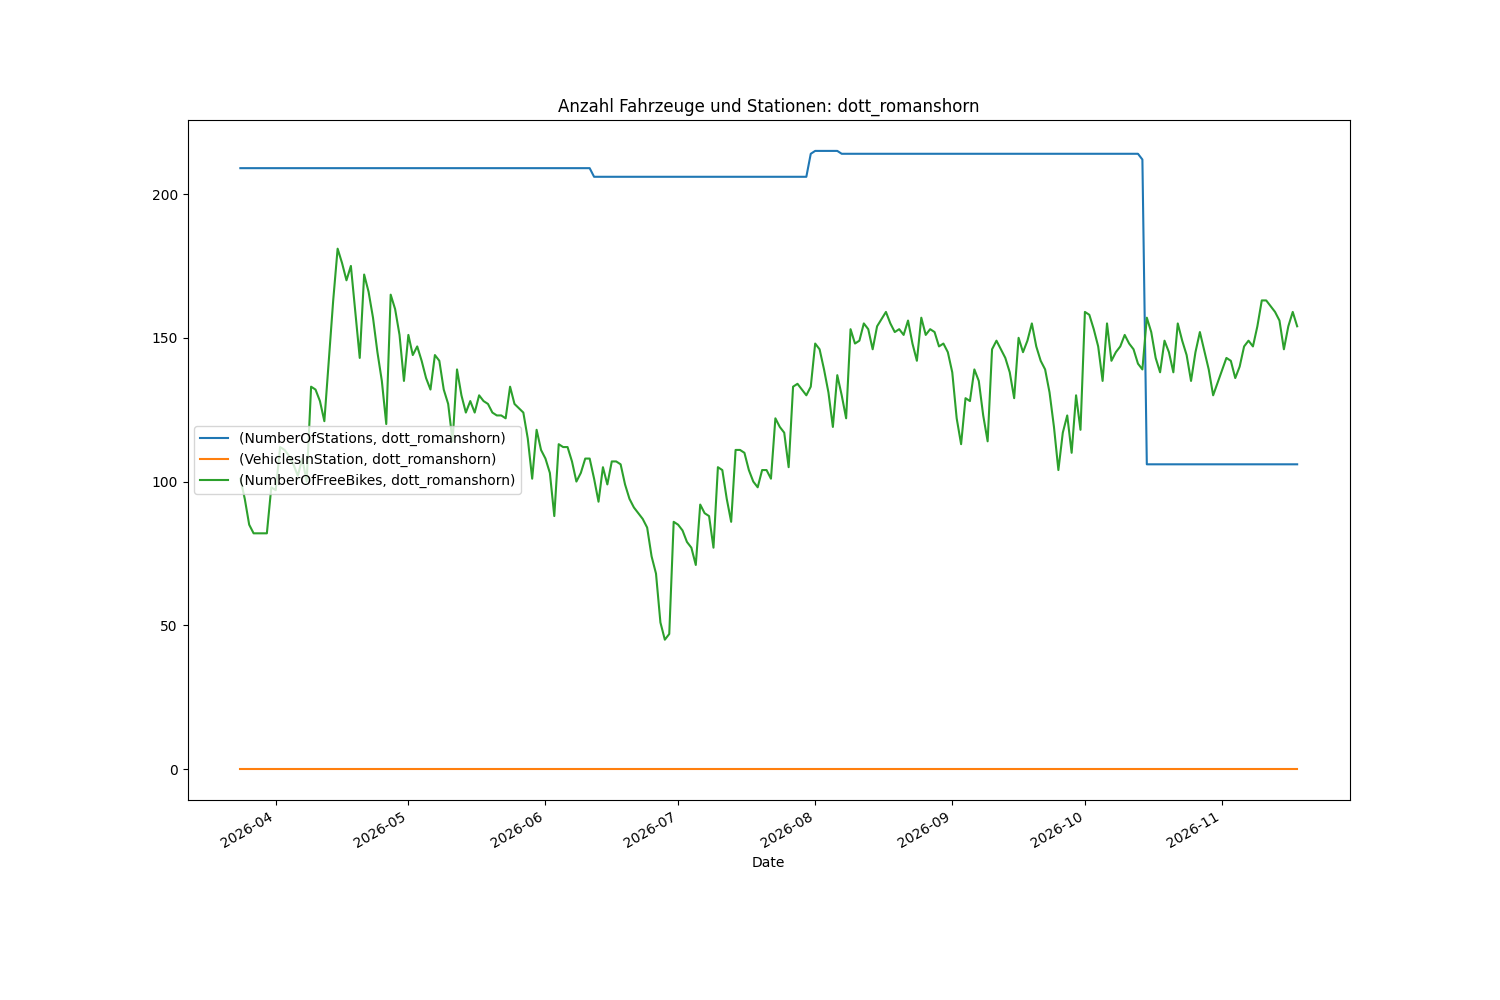 Anzahl Fahrzeuge und Stationen: dott_romanshorn
200
150
100
50
0
(NumberOfStations, dott_romanshorn)
(VehiclesInStation, dott_romanshorn)
(NumberOfFreeBikes, dott_romanshorn)
2026-04
2026-05
2026-06
2026-07
2026-08
2026-09
2026-10
2026-11
Date